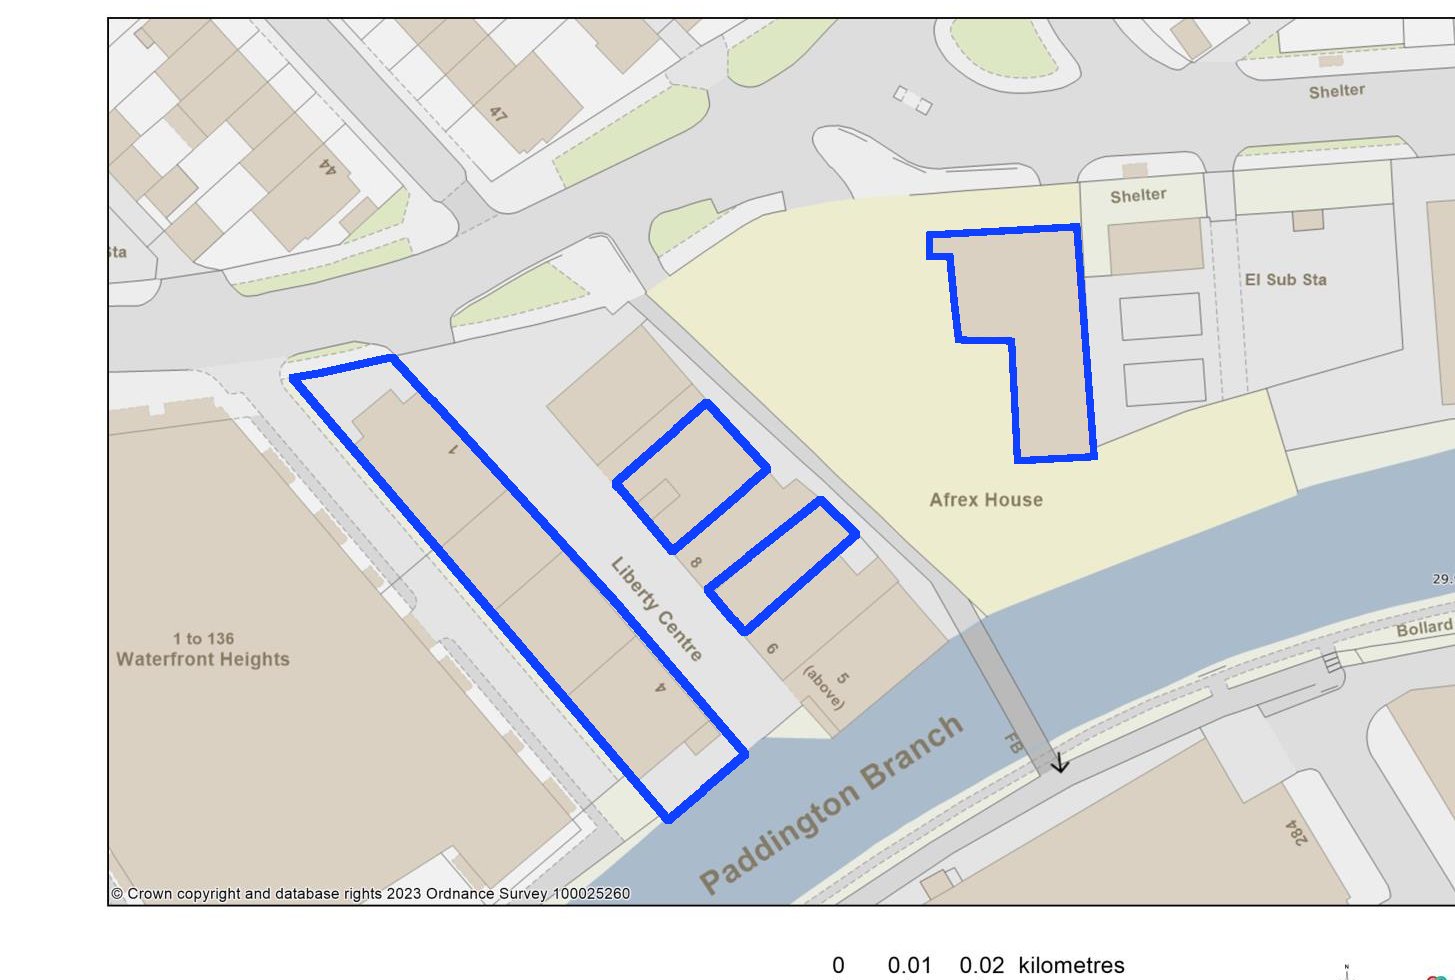 47
44
Sta
Shelter
Shelter
El Sub Sta
1
Afrex House
8
Liberty Centre
6
5
(above)
4
1 to 136
Waterfront Heights
29.
Bollard
FB
Paddington Branch
284
© Crown copyright and database rights 2023 Ordnance Survey 100025260
0 0.01 0.02 kilometres
N